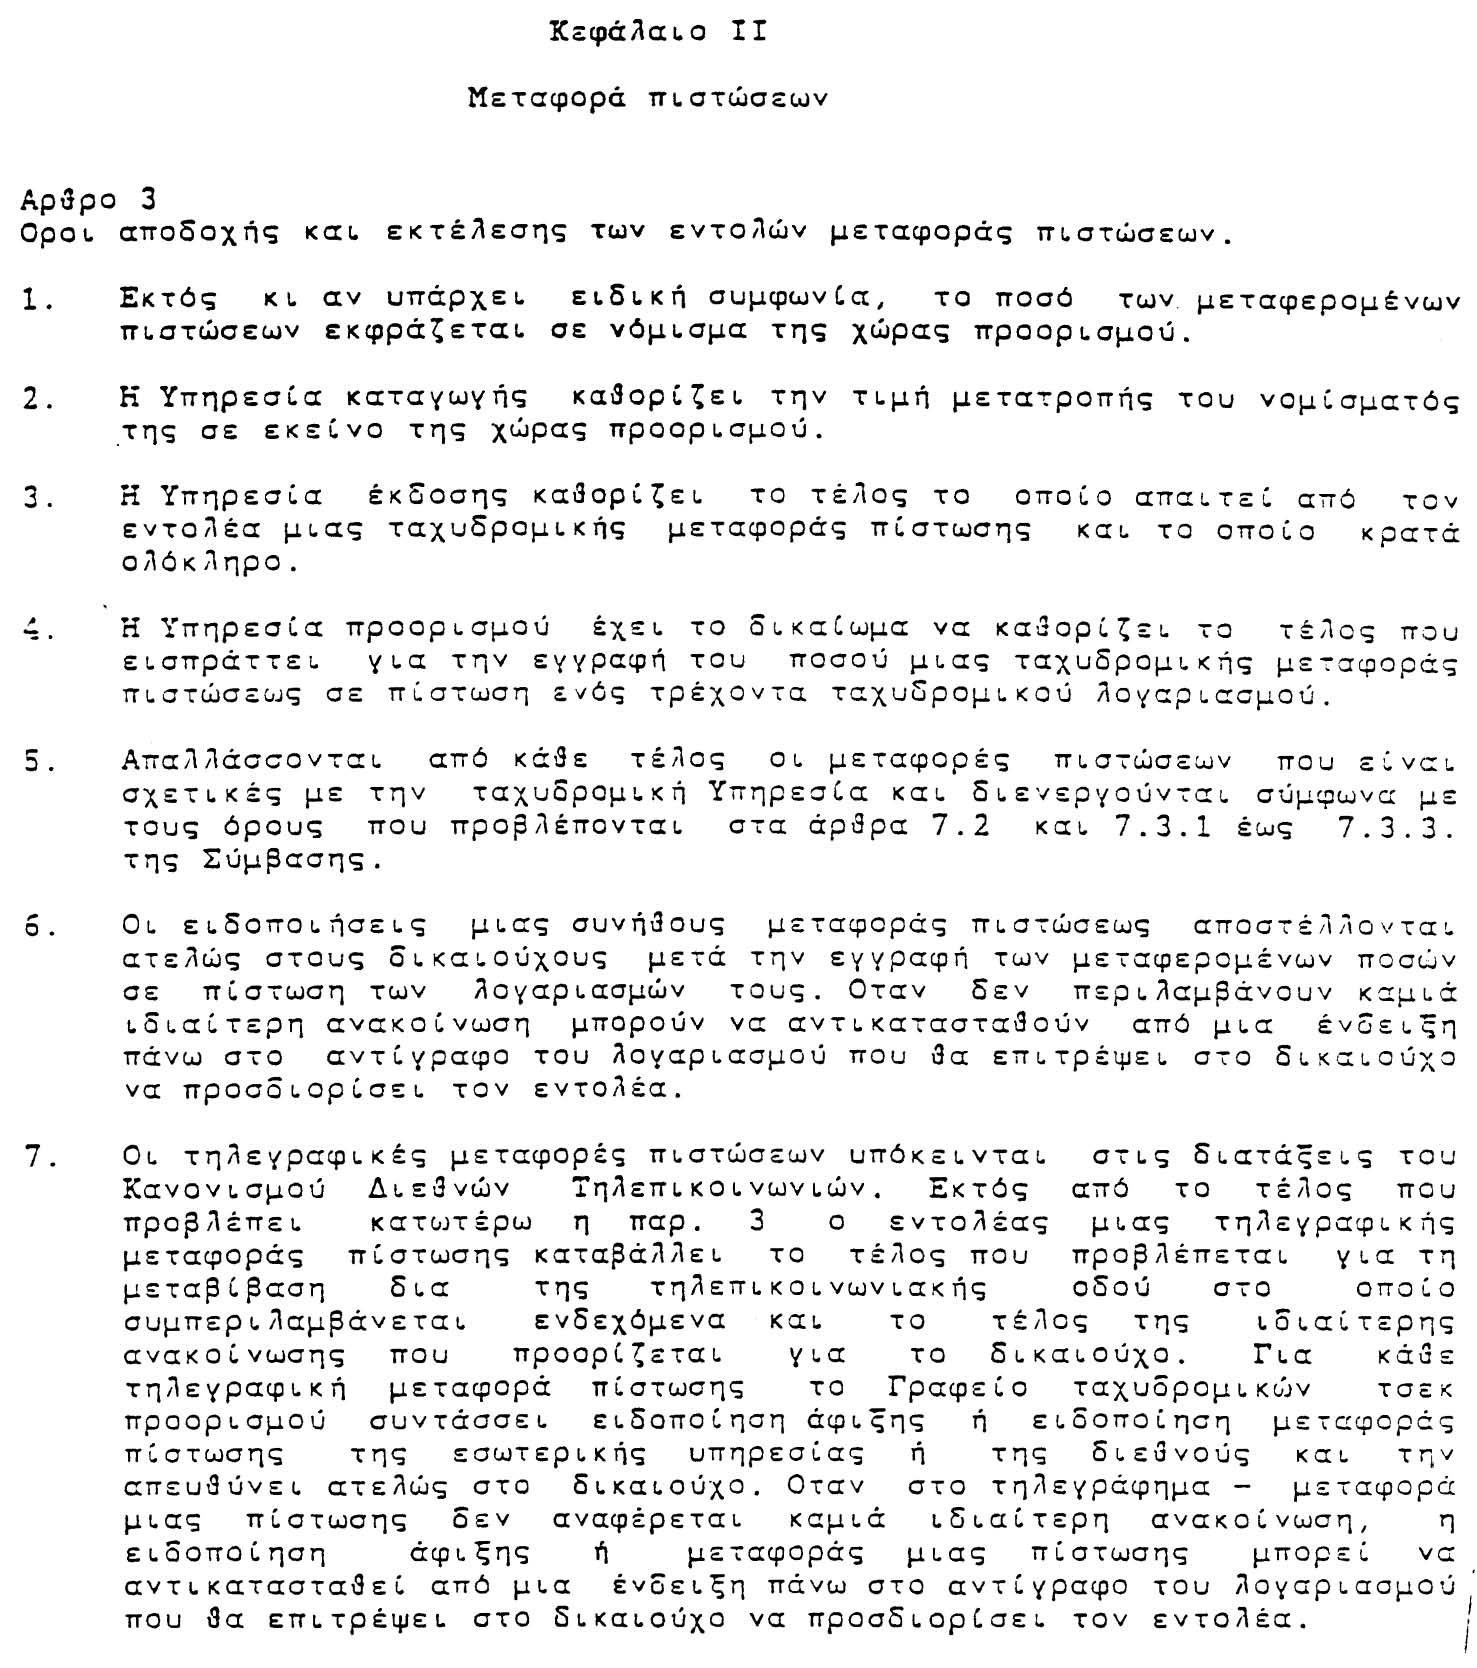 Κεφάλαιο ΙΙ
Μεταφορά πιστώσεων
Αρθρο 3
Οροι αποδοχής και εκτέλεσης των εντολών μεταφοράς πιστώσεων.
1. Εκτός κι αν υπάρχει ειδική συμφωνία, το ποσό των μεταφερομένων
πιστώσεων εκφράζεται σε νόμισμα της χώρας προορισμού.
2. Η Υπηρεσία καταγωγής καθορίζει την τιμή μετατροπής του νομίσματός
της σε εκείνο της χώρας προορισμού.
3. Η Υπηρεσία έκδοσης καθορίζει το τέλος το οποίο απαιτεί από τον
εντολέα μιας ταχυδρομικής μεταφοράς πίστωσης και το οποίο κρατά
ολόκληρο.
4. Η Υπηρεσία προορισμού έχει το δικαίωμα να καθορίζει το τέλος που
εισπράττει για την εγγραφή του ποσού μιας ταχυδρομικής μεταφοράς
πιστώσεως σε πίστωση ενός τρέχοντα ταχυδρομικού λογαριασμού.
5. Απαλλάσσονται από κάθε τέλος οι μεταφορές πιστώσεων που είναι
σχετικές με την ταχυδρομική Υπηρεσία και διενεργούνται σύμφωνα με
τους όρους που προβλέπονται στα άρθρα 7.2 και 7.3.1 έως 7.3.3.
της Σύμβασης.
6. Οι ειδοποιήσεις μιας συνήθους μεταφοράς πιστώσεως αποστέλλονται
ατελώς στους δικαιούχους μετά την εγγραφή των μεταφερομένων ποσών
σε πίστωση των λογαριασμών τους. Οταν δεν περιλαμβάνουν καμιά
ιδιαίτερη ανακοίνωση μπορούν να αντικατασταθούν από μια ένδειξη
πάνω στο αντίγραφο του λογαριασμού που θα επιτρέψει στο δικαιούχο
να προσδιορίσει τον εντολέα.
7. Οι τηλεγραφικές μεταφορές πιστώσεων υπόκεινται στις διατάξεις του
Κανονισμού Διεθνών Τηλεπικοινωνιών. Εκτός από το τέλος που
προβλέπει κατωτέρω η παρ. 3 ο εντολέας μιας τηλεγραφικής
μεταφοράς πίστωσης καταβάλλει το τέλος που προβλέπεται για τη
μεταβίβαση δια της τηλεπικοινωνιακής οδού στο οποίο
συμπεριλαμβάνεται ενδεχόμενα και το τέλος της ιδιαίτερης
ανακοίνωσης που προορίζεται για το δικαιούχο. Για κάθε
τηλεγραφική μεταφορά πίστωσης το Γραφείο ταχυδρομικών τσεκ
προορισμού συντάσσει ειδοποίηση άφιξης ή ειδοποίηση μεταφοράς
πίστωσης της εσωτερικής υπηρεσίας ή της διεθνούς και την
απευθύνει ατελώς στο δικαιούχο. Οταν στο τηλεγράφημα - μεταφορά
μιας πίστωσης δεν αναφέρεται καμιά ιδιαίτερη ανακοίνωση, η
ειδοποίηση άφιξης ή μεταφοράς μιας πίστωσης μπορεί να
αντικατασταθεί από μια ένδειξη πάνω στο αντίγραφο του λογαριασμού
που θα επιτρέψει στο δικαιούχο να προσδιορίσει τον εντολέα.